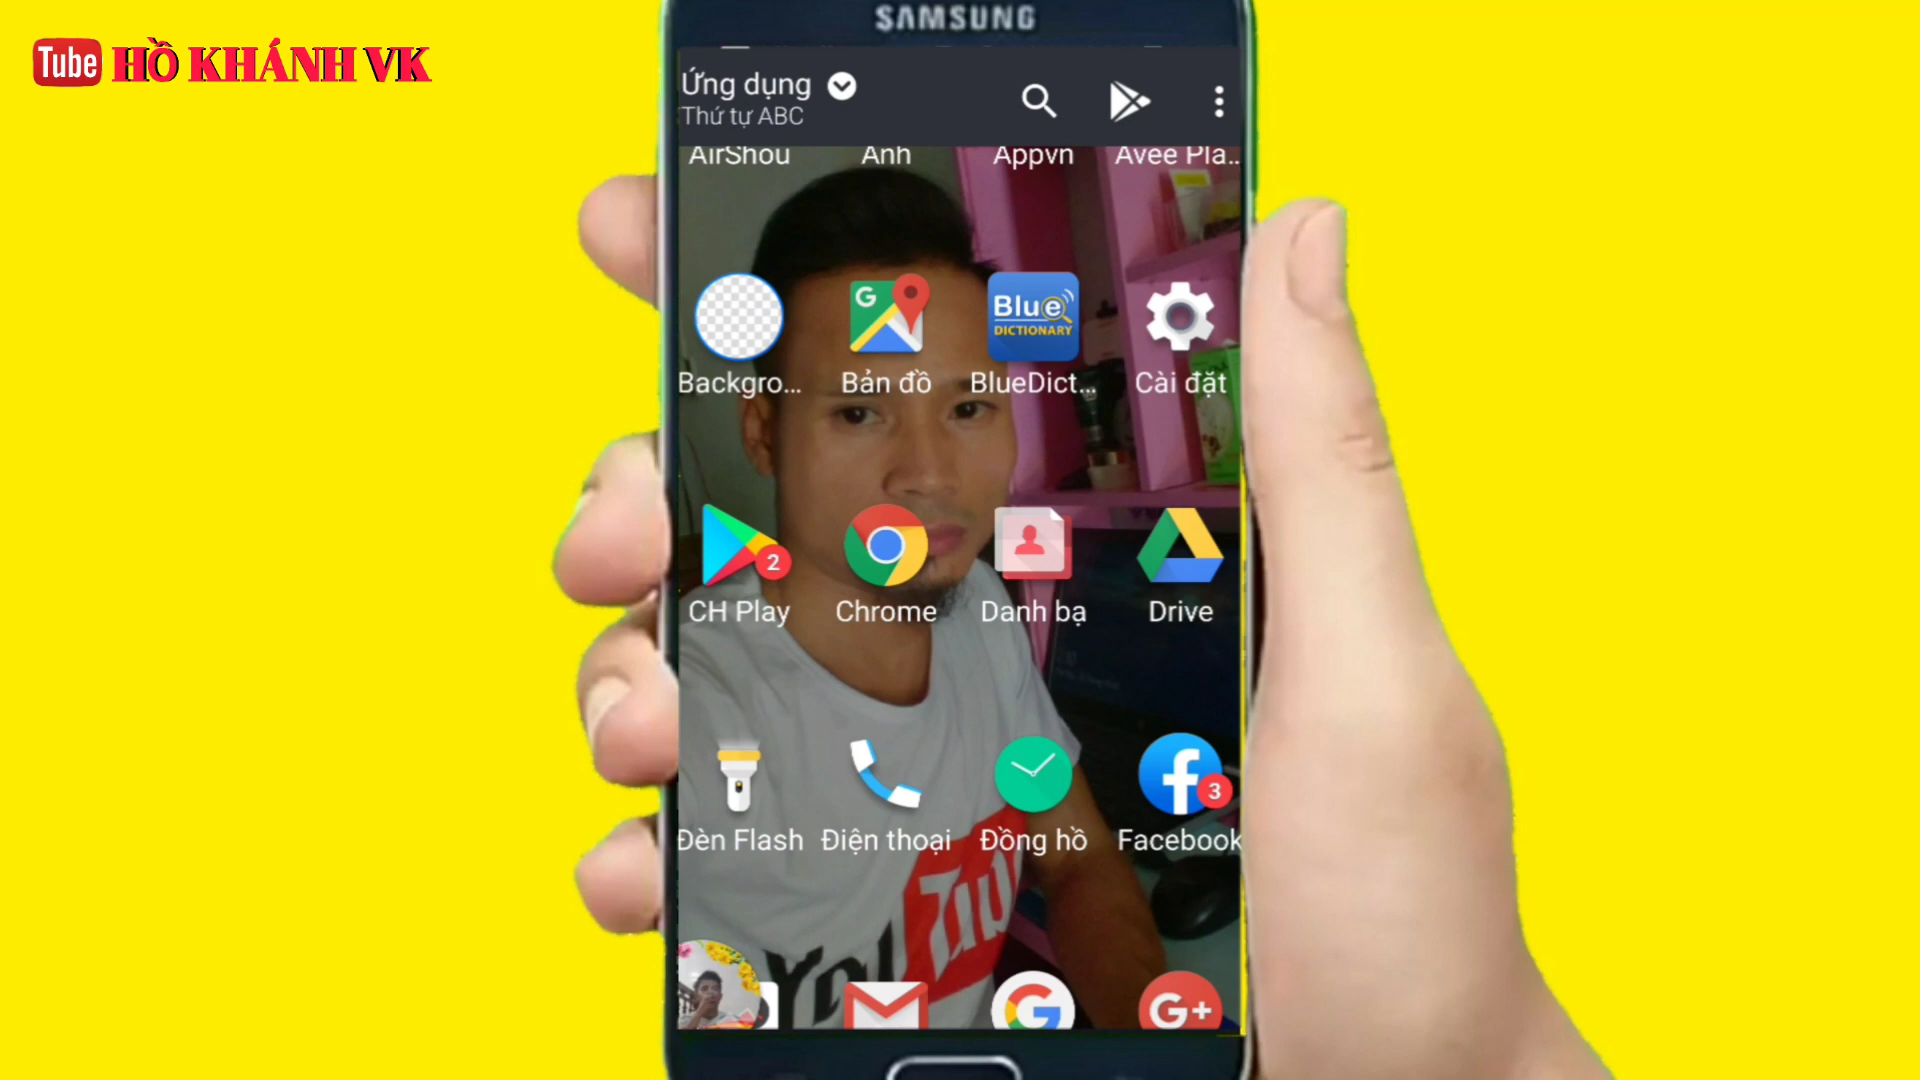 Tube HỒ KHÁNH VK
SAMSUNG
Ứng dụng
Thứ tự ABC
AirShou Ảnh Appvn Avee Pla...
G Blue
DICTIONARY
Backgro... Bản đồ BlueDict... Cài đặt
2
CH Play Chrome Danh bạ Drive
3
Đèn Flash Điện thoại Đồng hồ Facebook
YouTube
G+